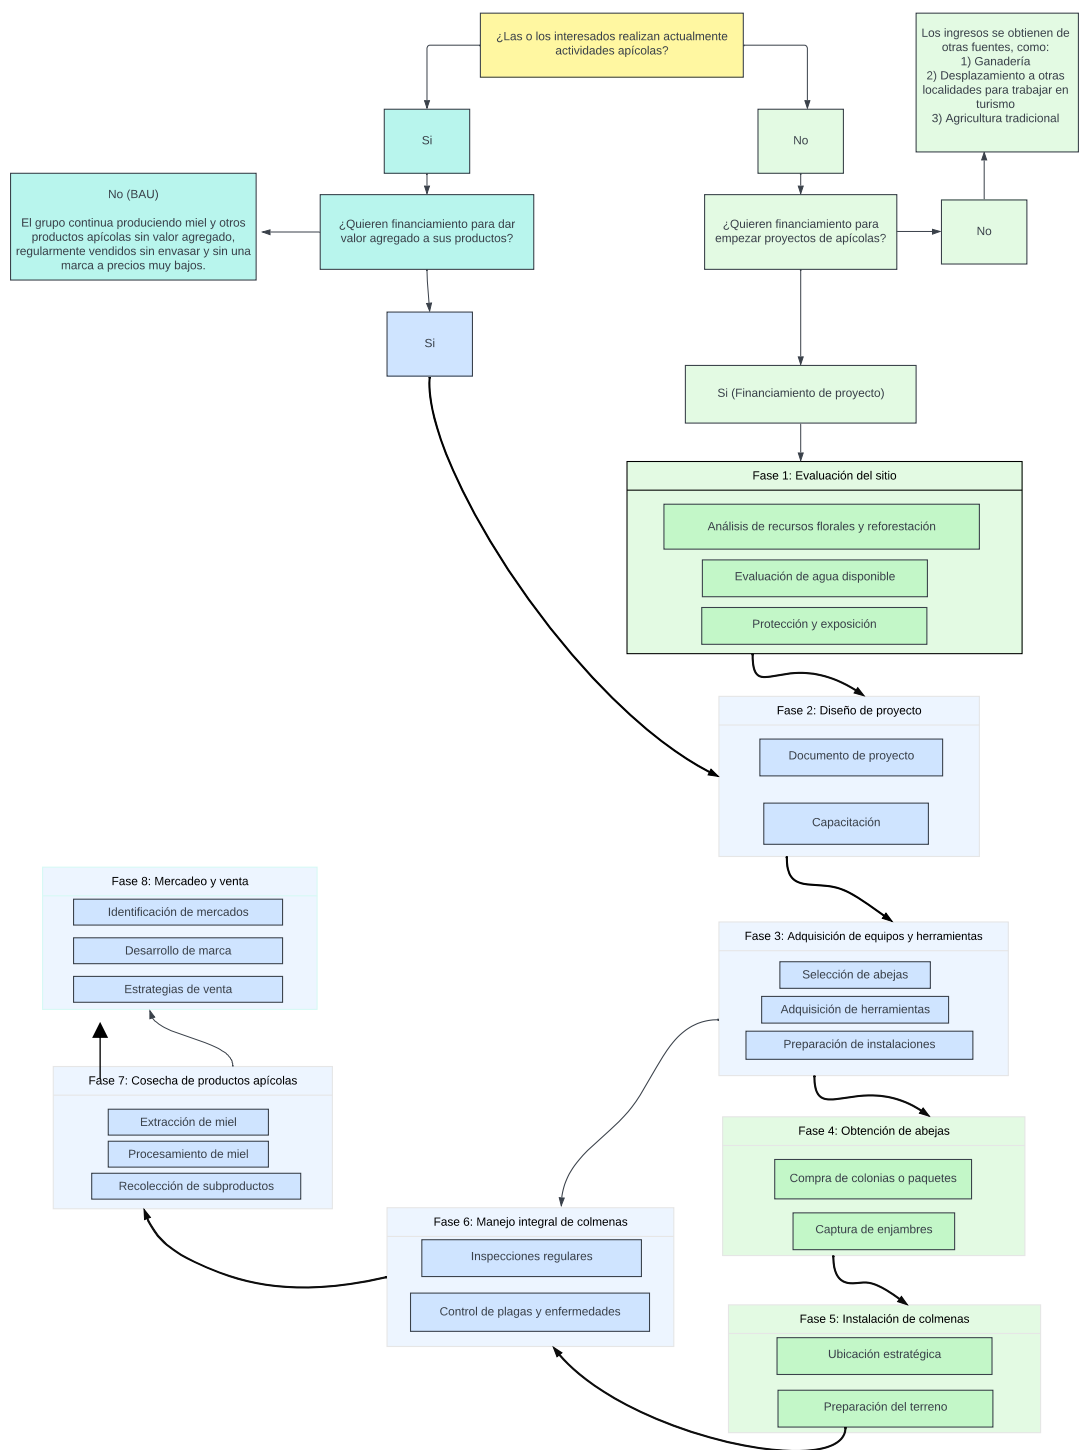 ¿Las o los interesados realizan actualmente
actividades apícolas?
Los ingresos se obtienen de
otras fuentes, como:
1) Ganadería
2) Desplazamiento a otras
localidades para trabajar en
turismo
3) Agricultura tradicional
Si
No
No (BAU)
El grupo continua produciendo miel y otros
productos apícolas sin valor agregado,
regularmente vendidos sin envasar y sin una
marca a precios muy bajos.
¿Quieren financiamiento para dar
valor agregado a sus productos?
¿Quieren financiamiento para
empezar proyectos de apícolas?
No
Si
Si (Financiamiento de proyecto)
Fase 1: Evaluación del sitio
Análisis de recursos florales y reforestación
Evaluación de agua disponible
Protección y exposición
Fase 2: Diseño de proyecto
Documento de proyecto
Capacitación
Fase 3: Adquisición de equipos y herramientas
Selección de abejas
Adquisición de herramientas
Preparación de instalaciones
Fase 4: Obtención de abejas
Compra de colonias o paquetes
Captura de enjambres
Fase 5: Instalación de colmenas
Ubicación estratégica
Preparación del terreno
Fase 6: Manejo integral de colmenas
Inspecciones regulares
Control de plagas y enfermedades
Fase 7: Cosecha de productos apícolas
Extracción de miel
Procesamiento de miel
Recolección de subproductos
Fase 8: Mercadeo y venta
Identificación de mercados
Desarrollo de marca
Estrategias de venta